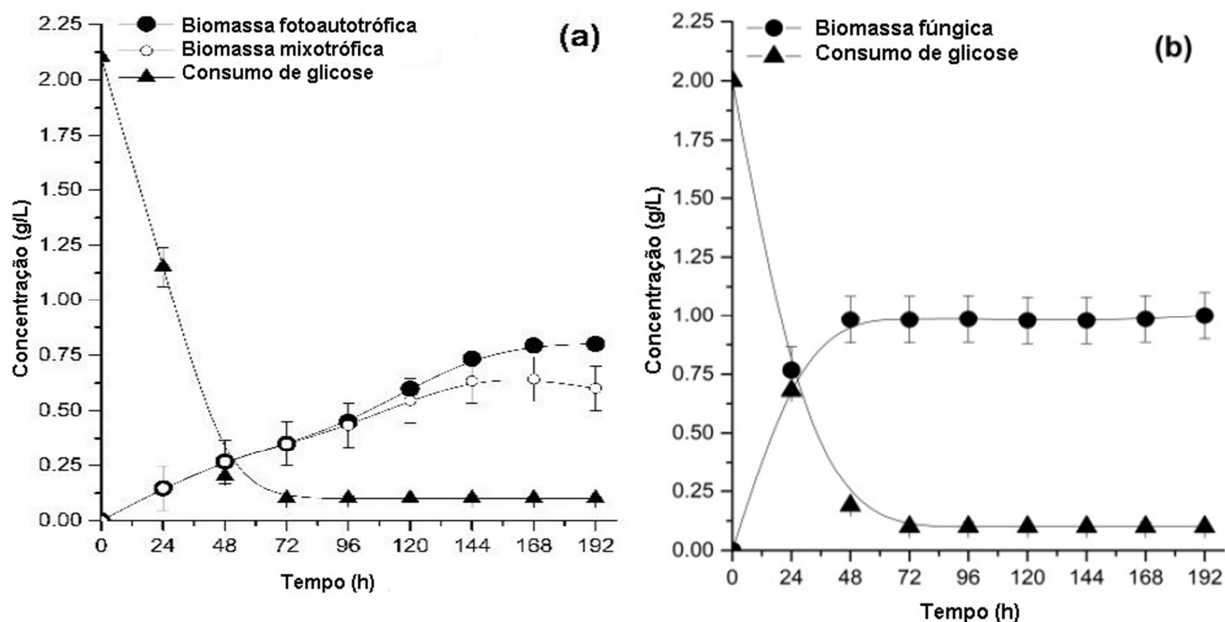 2.25
2.00
1.75
1.50
1.25
1.00
0.75
0.50
0.25
0.00
Concentração (g/L)
Biomassa fotoautotrófica
Biomassa mixotrófica
Consumo de glicose
(a)
0 24 48 72 96 120 144 168 192
Tempo (h)
2.25
2.00
1.75
1.50
1.25
1.00
0.75
0.50
0.25
0.00
Concentração (g/L)
Biomassa fúngica
Consumo de glicose
(b)
0 24 48 72 96 120 144 168 192
Tempo (h)